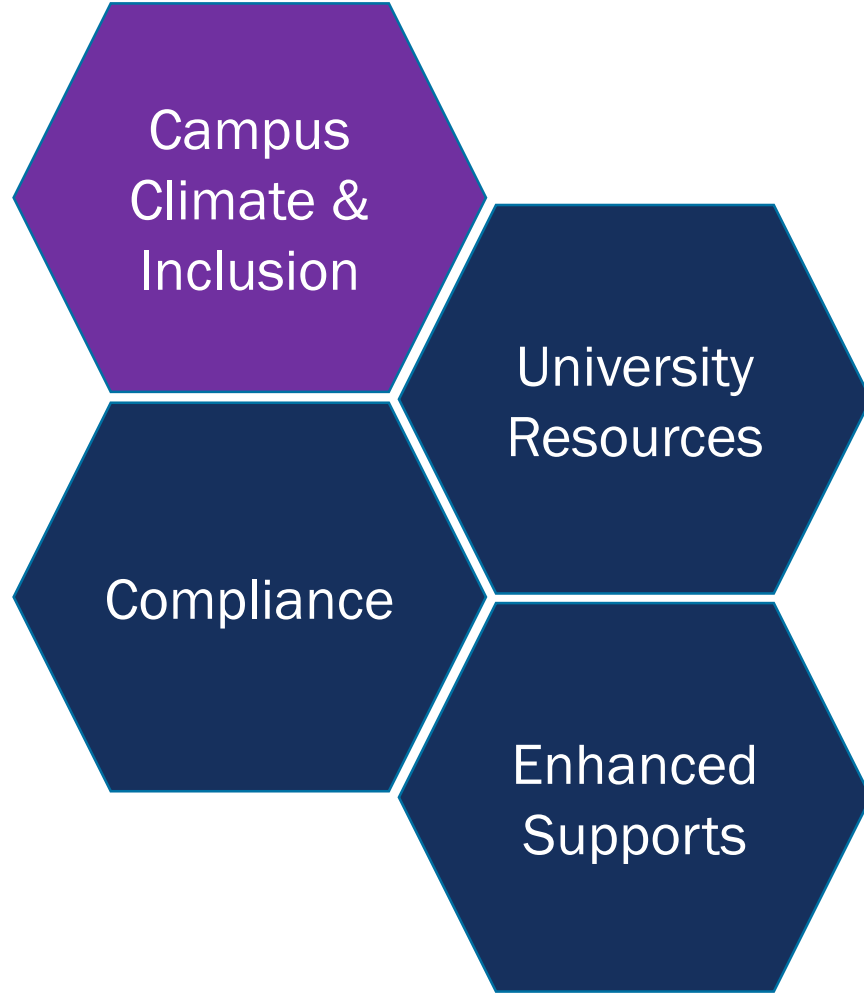 Campus
Climate &
Inclusion
University
Resources
Compliance
Enhanced
Supports